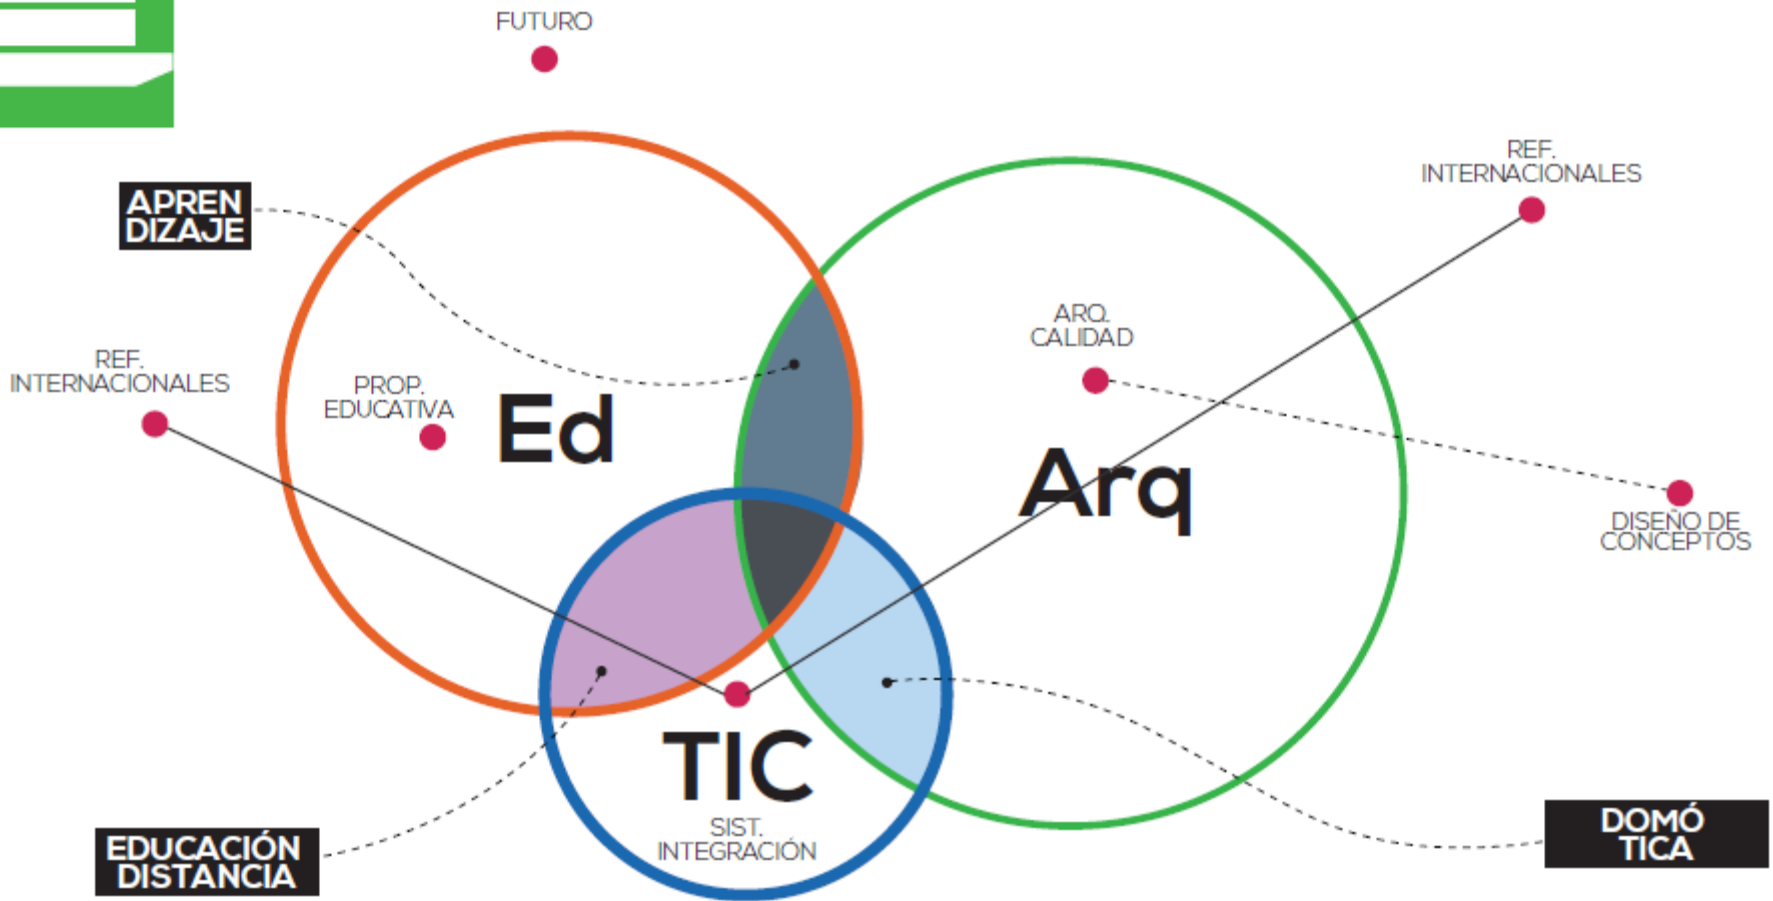 FUTURO
REF.
INTERNACIONALES
APREN
DIZAJE
ARQ.
CALIDAD
REF.
INTERNACIONALES
PROP.
EDUCATIVA
Ed
Arq
DISEÑO DE
CONCEPTOS
TIC
SIST.
INTEGRACIÓN
EDUCACIÓN
DISTANCIA
DOMÓ
TICA